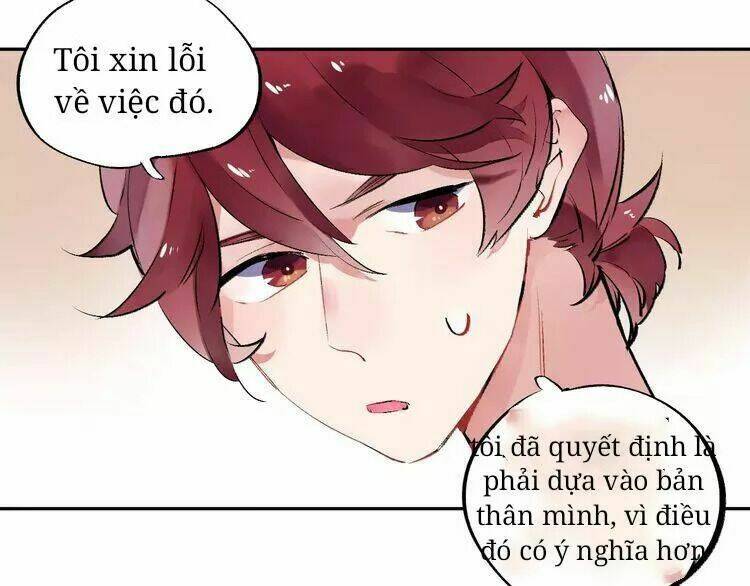 Tôi xin lỗi
về việc đó.
tôi đã quyết định là
phải dựa vào bản
thân mình, vì điều
đó có ý nghĩa hơn